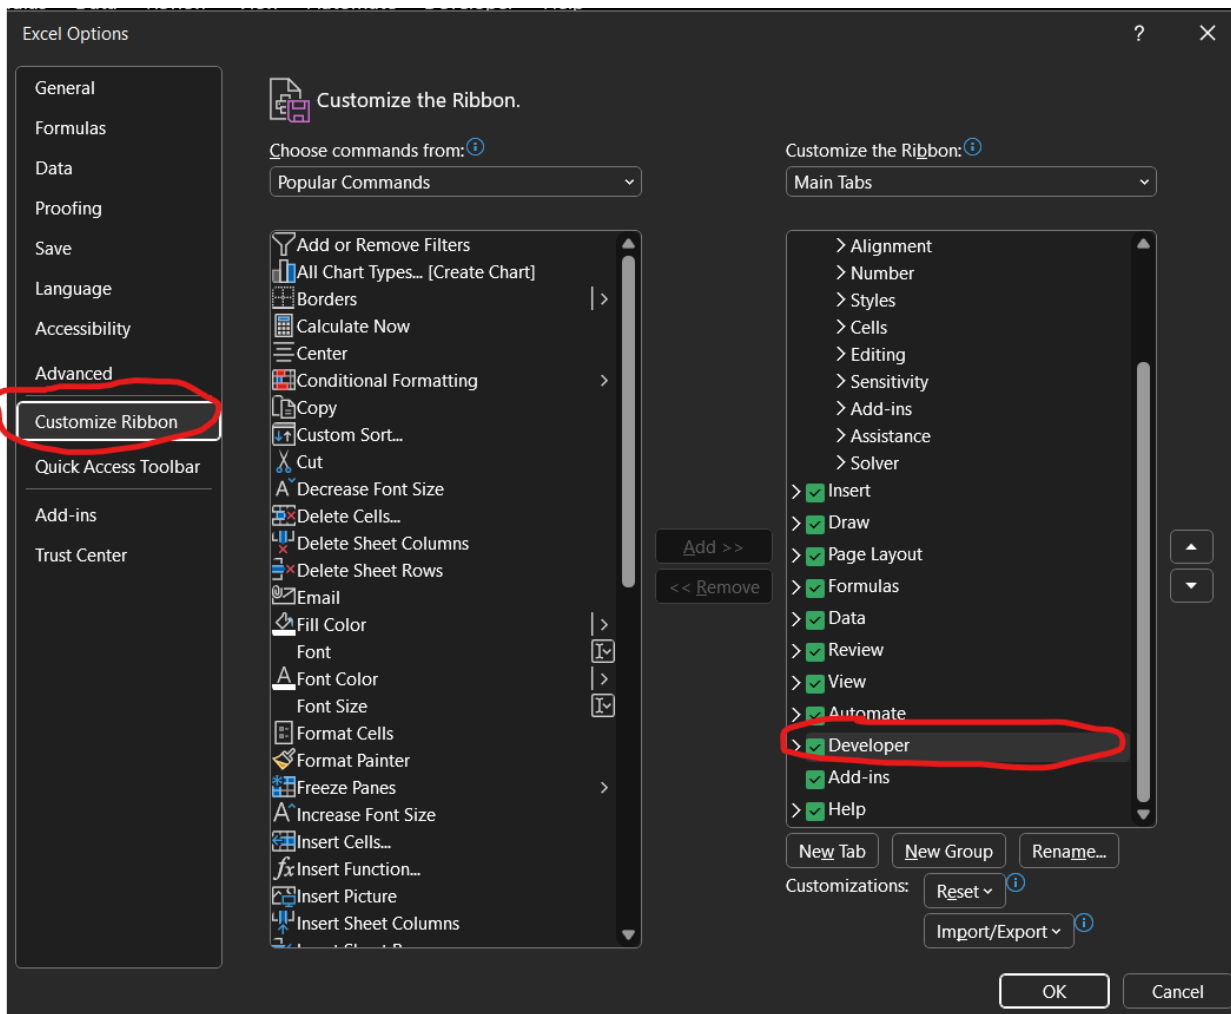 Excel Options
General
Formulas
Data
Proofing
Save
Language
Accessibility
Advanced
Customize Ribbon
Quick Access Toolbar
Add-ins
Trust Center
Customize the Ribbon.
Choose commands from:
Popular Commands
Add or Remove Filters
All Chart Types... [Create Chart]
Borders
Calculate Now
Center
Conditional Formatting
Copy
Custom Sort...
Cut
Decrease Font Size
Delete Cells...
Delete Sheet Columns
Delete Sheet Rows
Email
Fill Color
Font
Font Color
Font Size
Format Cells
Format Painter
Freeze Panes
Increase Font Size
Insert Cells...
Insert Function...
Insert Picture
Insert Sheet Columns
Add >>
<< Remove
Customize the Ribbon:
Main Tabs
Alignment
Number
Styles
Cells
Editing
Sensitivity
Add-ins
Assistance
Solver
Insert
Draw
Page Layout
Formulas
Data
Review
View
Automate
Developer
Add-ins
Help
New Tab
New Group
Rename...
Customizations:
Reset
Import/Export
OK
Cancel